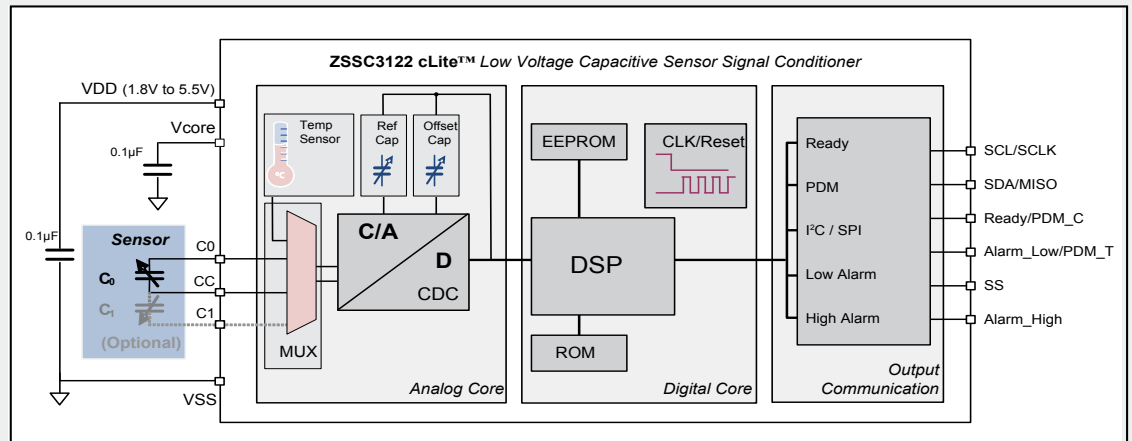 ZSSC3122 cLite™ Low Voltage Capacitive Sensor Signal Conditioner
VDD (1.8V to 5.5V)
Vcore
0.1µF
0.1µF
Sensor
C0
C1
(Optional)
C0
CC
C1
VSS
Temp
Sensor
°C
Ref
Cap
Offset
Cap
MUX
C/A
D
CDC
Analog Core
EEPROM
CLK/Reset
DSP
ROM
Digital Core
Ready
PDM
I²C / SPI
Low Alarm
High Alarm
Output
Communication
SCL/SCLK
SDA/MISO
Ready/PDM_C
Alarm_Low/PDM_T
SS
Alarm_High